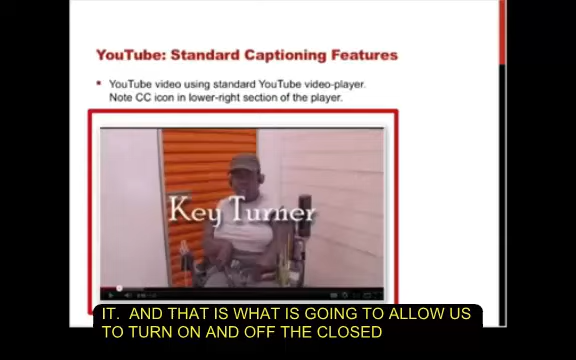 YouTube: Standard Captioning Features
▪ YouTube video using standard YouTube video-player.
Note CC icon in lower-right section of the player.
Key Turner
IT.  AND THAT IS WHAT IS GOING TO ALLOW US
TO TURN ON AND OFF THE CLOSED